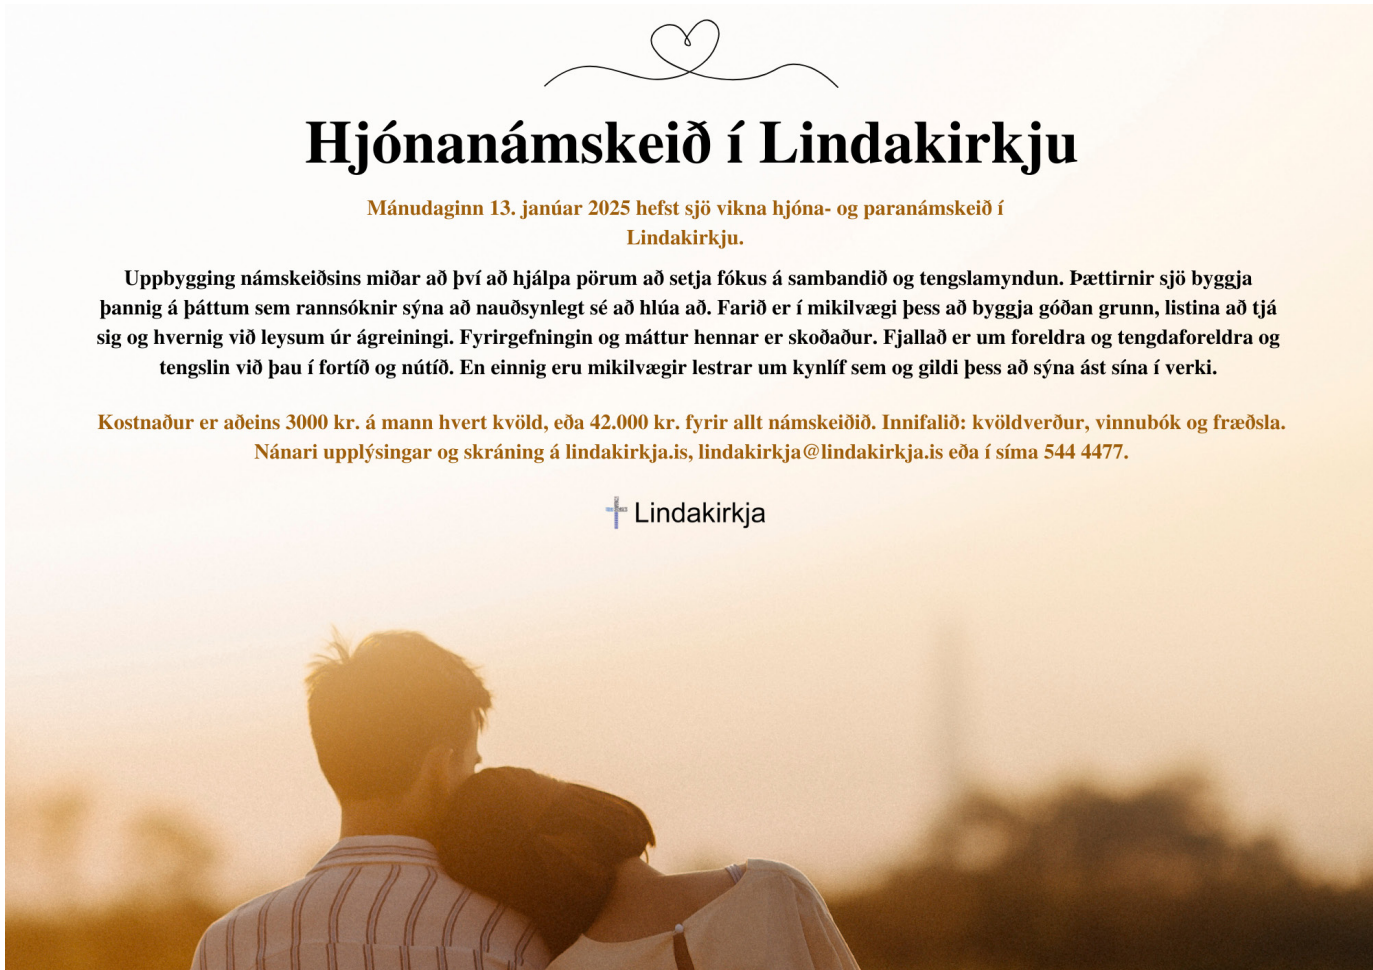 Hjónanámskeið í Lindakirkju
Mánudaginn 13. janúar 2025 hefst sjö vikna hjóna- og paranámskeið í
Lindakirkju.
Uppbygging námskeiðsins miðar að því að hjálpa pörum að setja fókus á sambandið og tengslamyndun. Þættirnir sjö byggja
þannig á þáttum sem rannsóknir sýna að nauðsynlegt sé að hlúa að. Farið er í mikilvægi þess að byggja góðan grunn, listina að tjá
sig og hvernig við leysum úr ágreiningi. Fyrirgefningin og máttur hennar er skoðaður. Fjallað er um foreldra og tengdaforeldra og
tengslin við þau í fortíð og nútíð. En einnig eru mikilvægir lestrar um kynlíf sem og gildi þess að sýna ást sína í verki.
Kostnaður er aðeins 3000 kr. á mann hvert kvöld, eða 42.000 kr. fyrir allt námskeiðið. Innifalið: kvöldverður, vinnubók og fræðsla.
Nánari upplýsingar og skráning á lindakirkja.is, lindakirkja@lindakirkja.is eða í síma 544 4477.
Lindakirkja